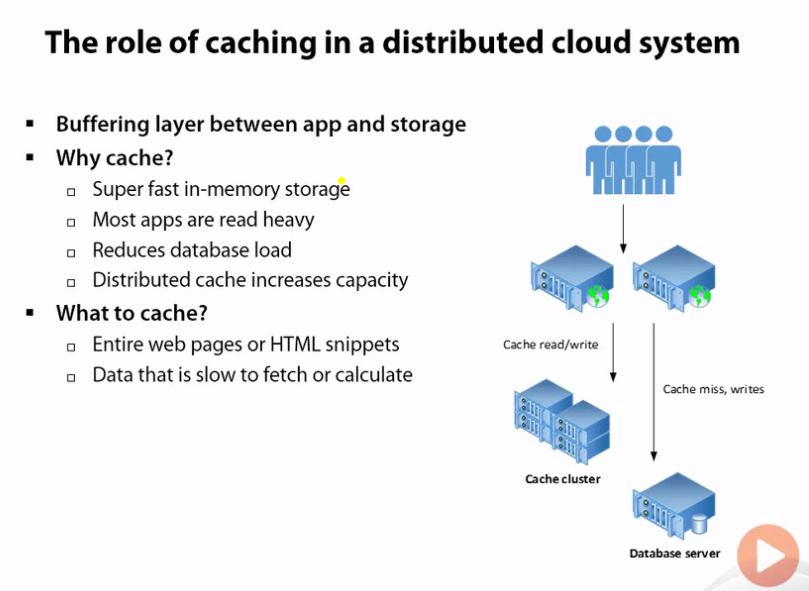 The role of caching in a distributed cloud system
Buffering layer between app and storage
Why cache?
Super fast in-memory storage
Most apps are read heavy
Reduces database load
Distributed cache increases capacity
What to cache?
Entire web pages or HTML snippets
Data that is slow to fetch or calculate
Cache read/write
Cache miss, writes
Cache cluster
Database server